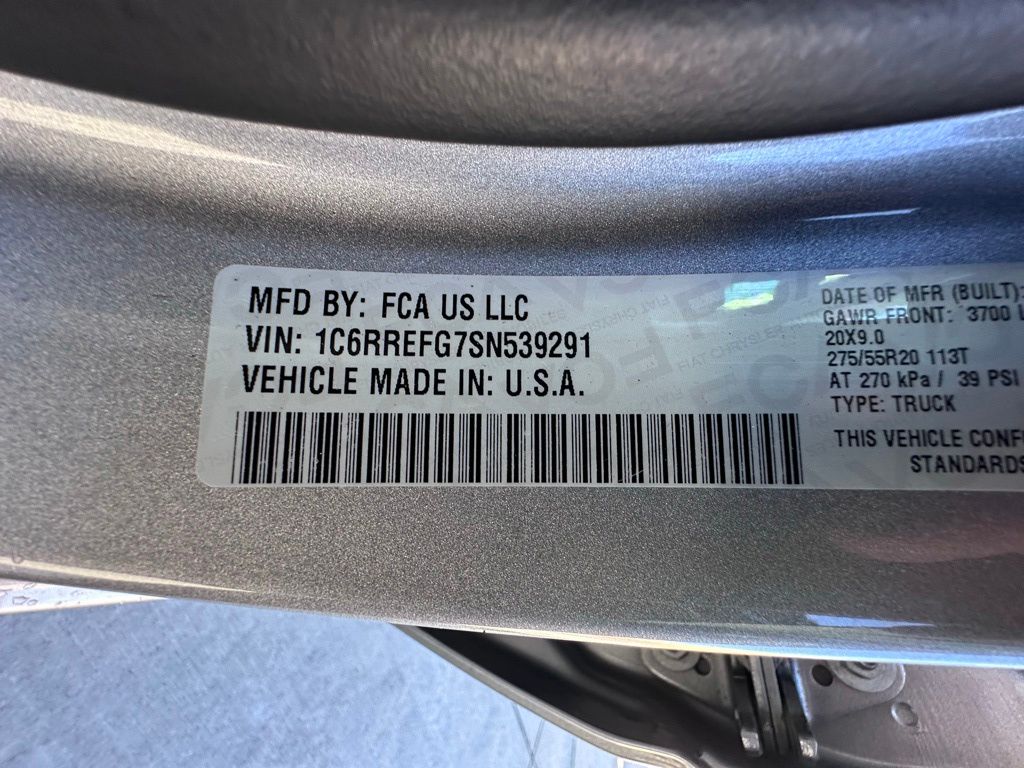 MFD BY: FCA US LLC
VIN: 1C6RREFG7SN539291
VEHICLE MADE IN: U.S.A.
DATE OF MFR (BUILT):
GAWR FRONT: 3700
20X9.0
275/55R20 113T
AT 270 kPa / 39 PSI
TYPE: TRUCK
THIS VEHICLE
STANDARDS